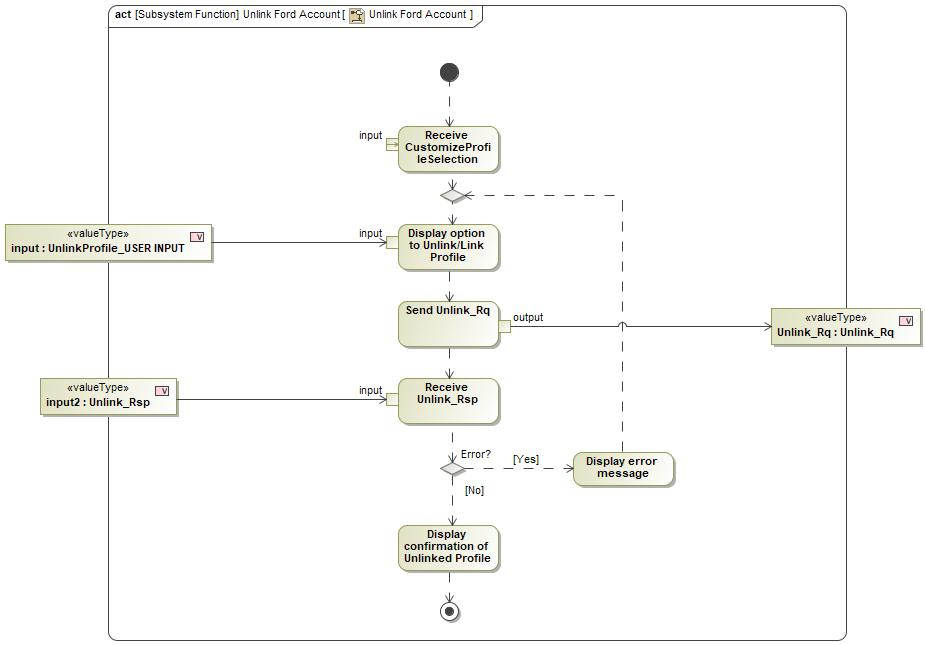 act [Subsystem Function] Unlink Ford Account [ Unlink Ford Account ]
input
Receive
CustomizeProfi
leSelection
«valueType»
input : UnlinkProfile_USER INPUT
V
input
Display option
to Unlink/Link
Profile
Send Unlink_Rq
output
«valueType»
Unlink_Rq : Unlink_Rq
V
«valueType»
input2 : Unlink_Rsp
V
input
Receive
Unlink_Rsp
Error?
[Yes]
Display error
message
[No]
Display
confirmation of
Unlinked Profile